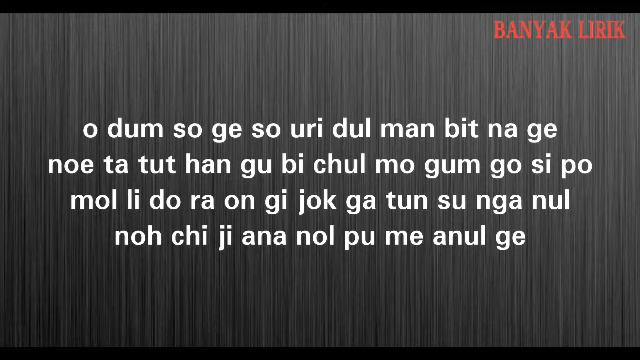 BANYAK LIRIK
o dum so ge so uri dul man bit na ge
noe ta tut han gu bi chul mo gum go si po
mol li do ra on gi jok ga tun su nga nul
noh chi ji ana nol pu me anul ge